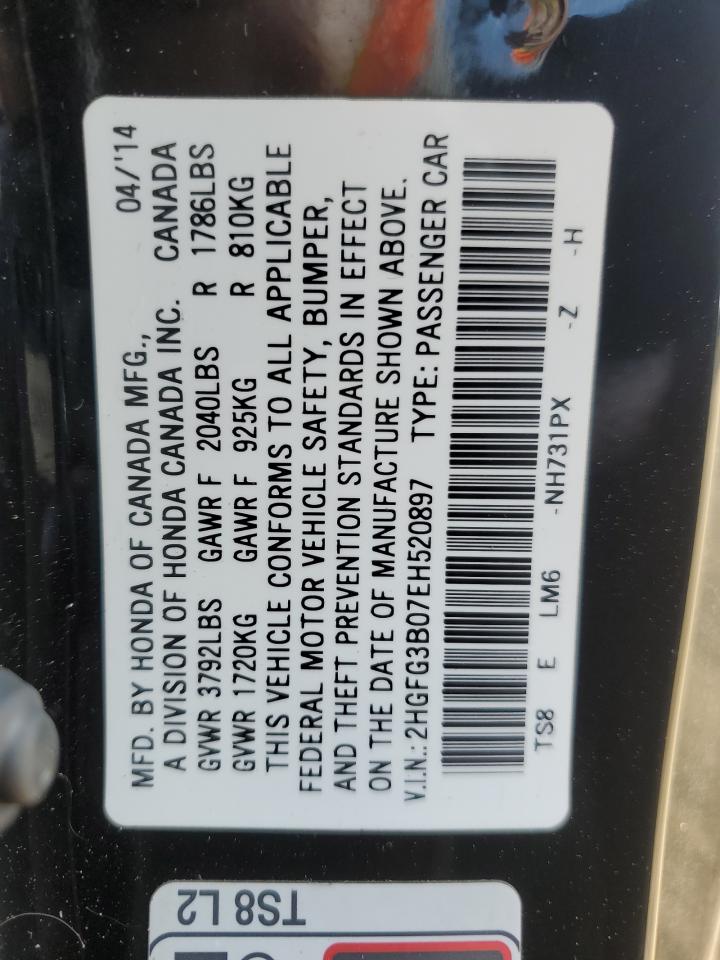 MFD. BY HONDA OF CANADA MFG., 04/'14
A DIVISION OF HONDA CANADA INC. CANADA
GVWR 3792LBS GAWR F 2040LBS R 1786LBS
GVWR 1720KG GAWR F 925KG R 810KG
THIS VEHICLE CONFORMS TO ALL APPLICABLE
FEDERAL MOTOR VEHICLE SAFETY, BUMPER,
AND THEFT PREVENTION STANDARDS IN EFFECT
ON THE DATE OF MANUFACTURE SHOWN ABOVE.
V.I.N.: 2HGFG3B07EH520897 TYPE: PASSENGER CAR
TS8 E LM6 -NH731PX -Z -H
TS8 L2